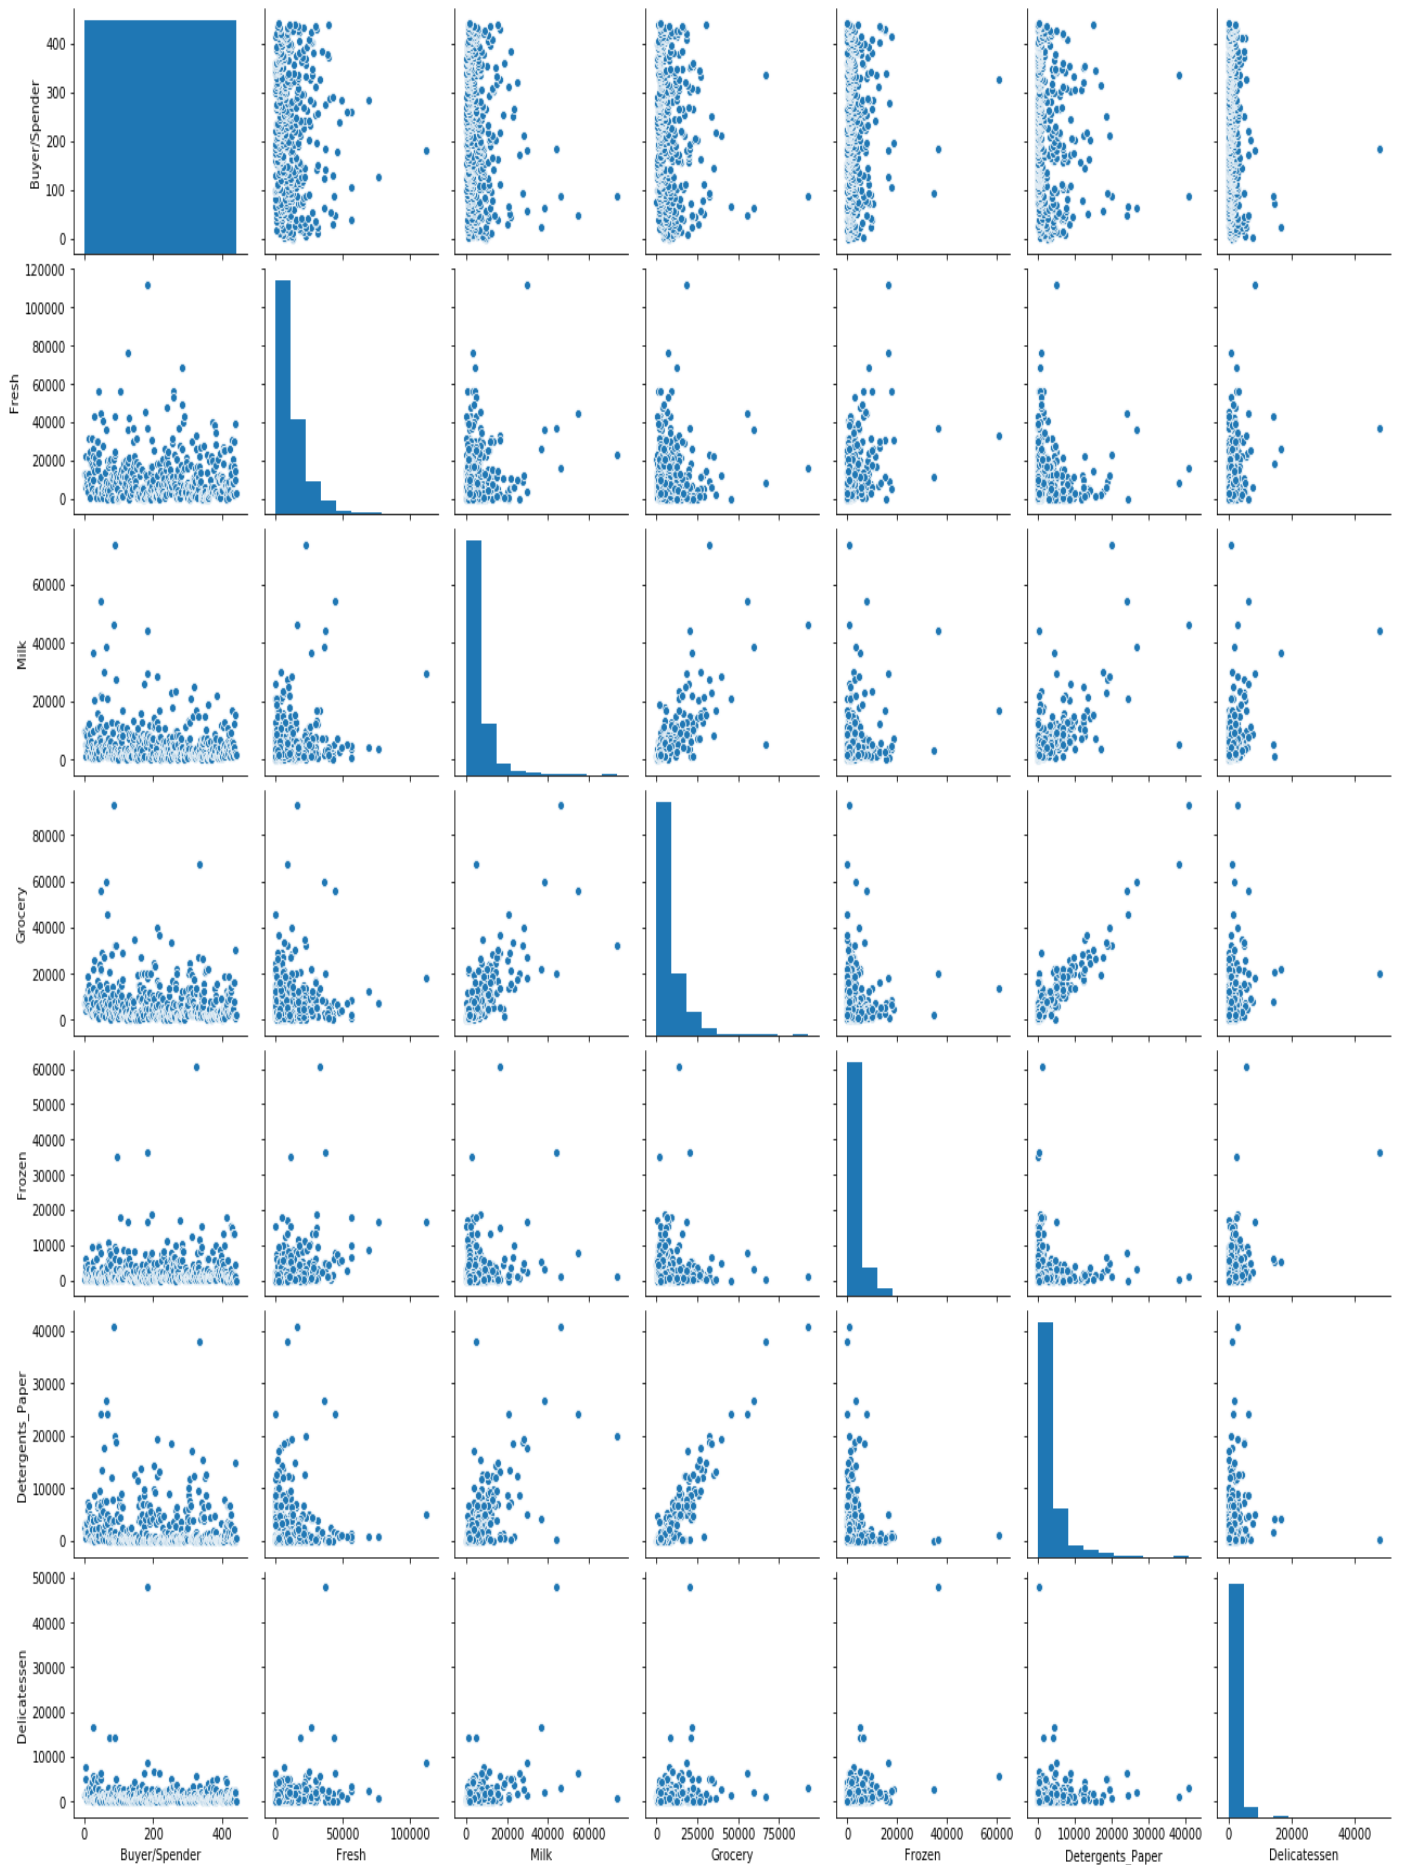 400
300
200
100
0
Buyer/Spender
120000
100000
80000
60000
40000
20000
0
Fresh
60000
40000
20000
0
Milk
80000
60000
40000
20000
0
Grocery
60000
50000
40000
30000
20000
10000
0
Frozen
40000
30000
20000
10000
0
Detergents_Paper
50000
40000
30000
20000
10000
0
Delicatessen
0 200 400
0 50000 100000
0 20000 40000 60000
0 25000 50000 75000
0 20000 40000 60000
0 10000 20000 30000 40000
0 20000 40000
Buyer/Spender Fresh Milk Grocery Frozen Detergents_Paper Delicatessen